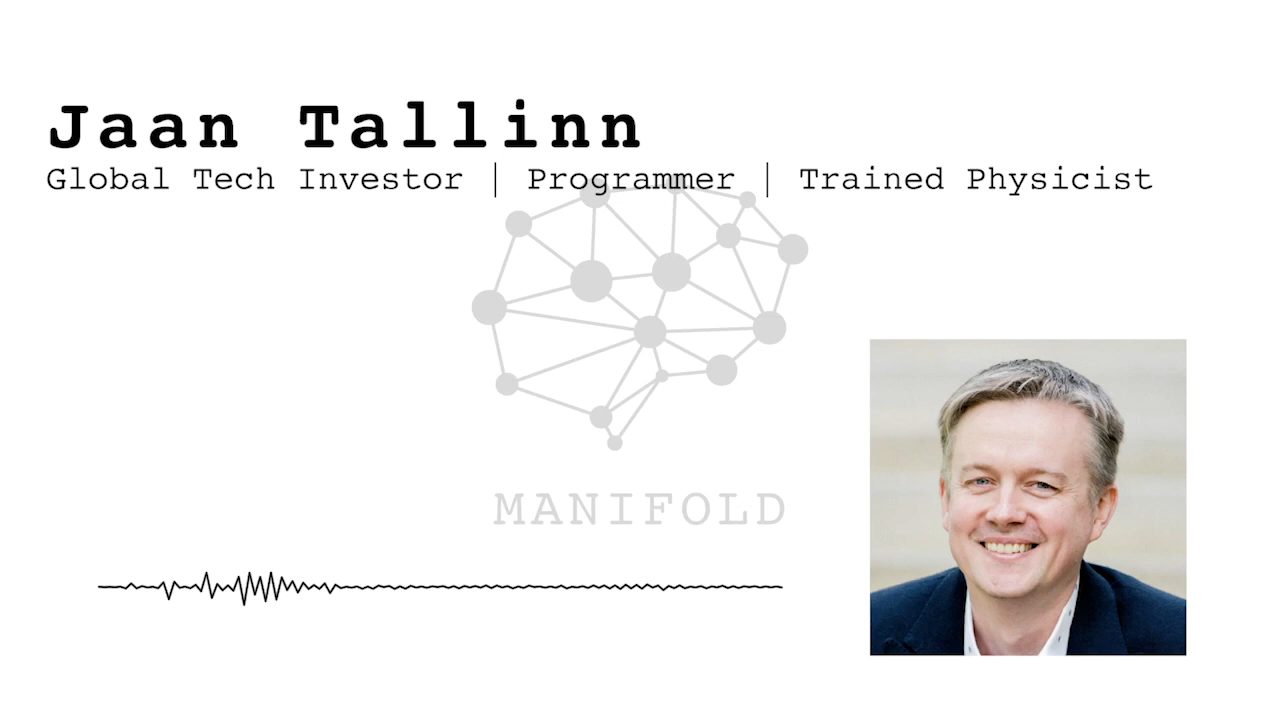 Jaan Tallinn
Global Tech Investor | Programmer | Trained Physicist
MANIFOLD